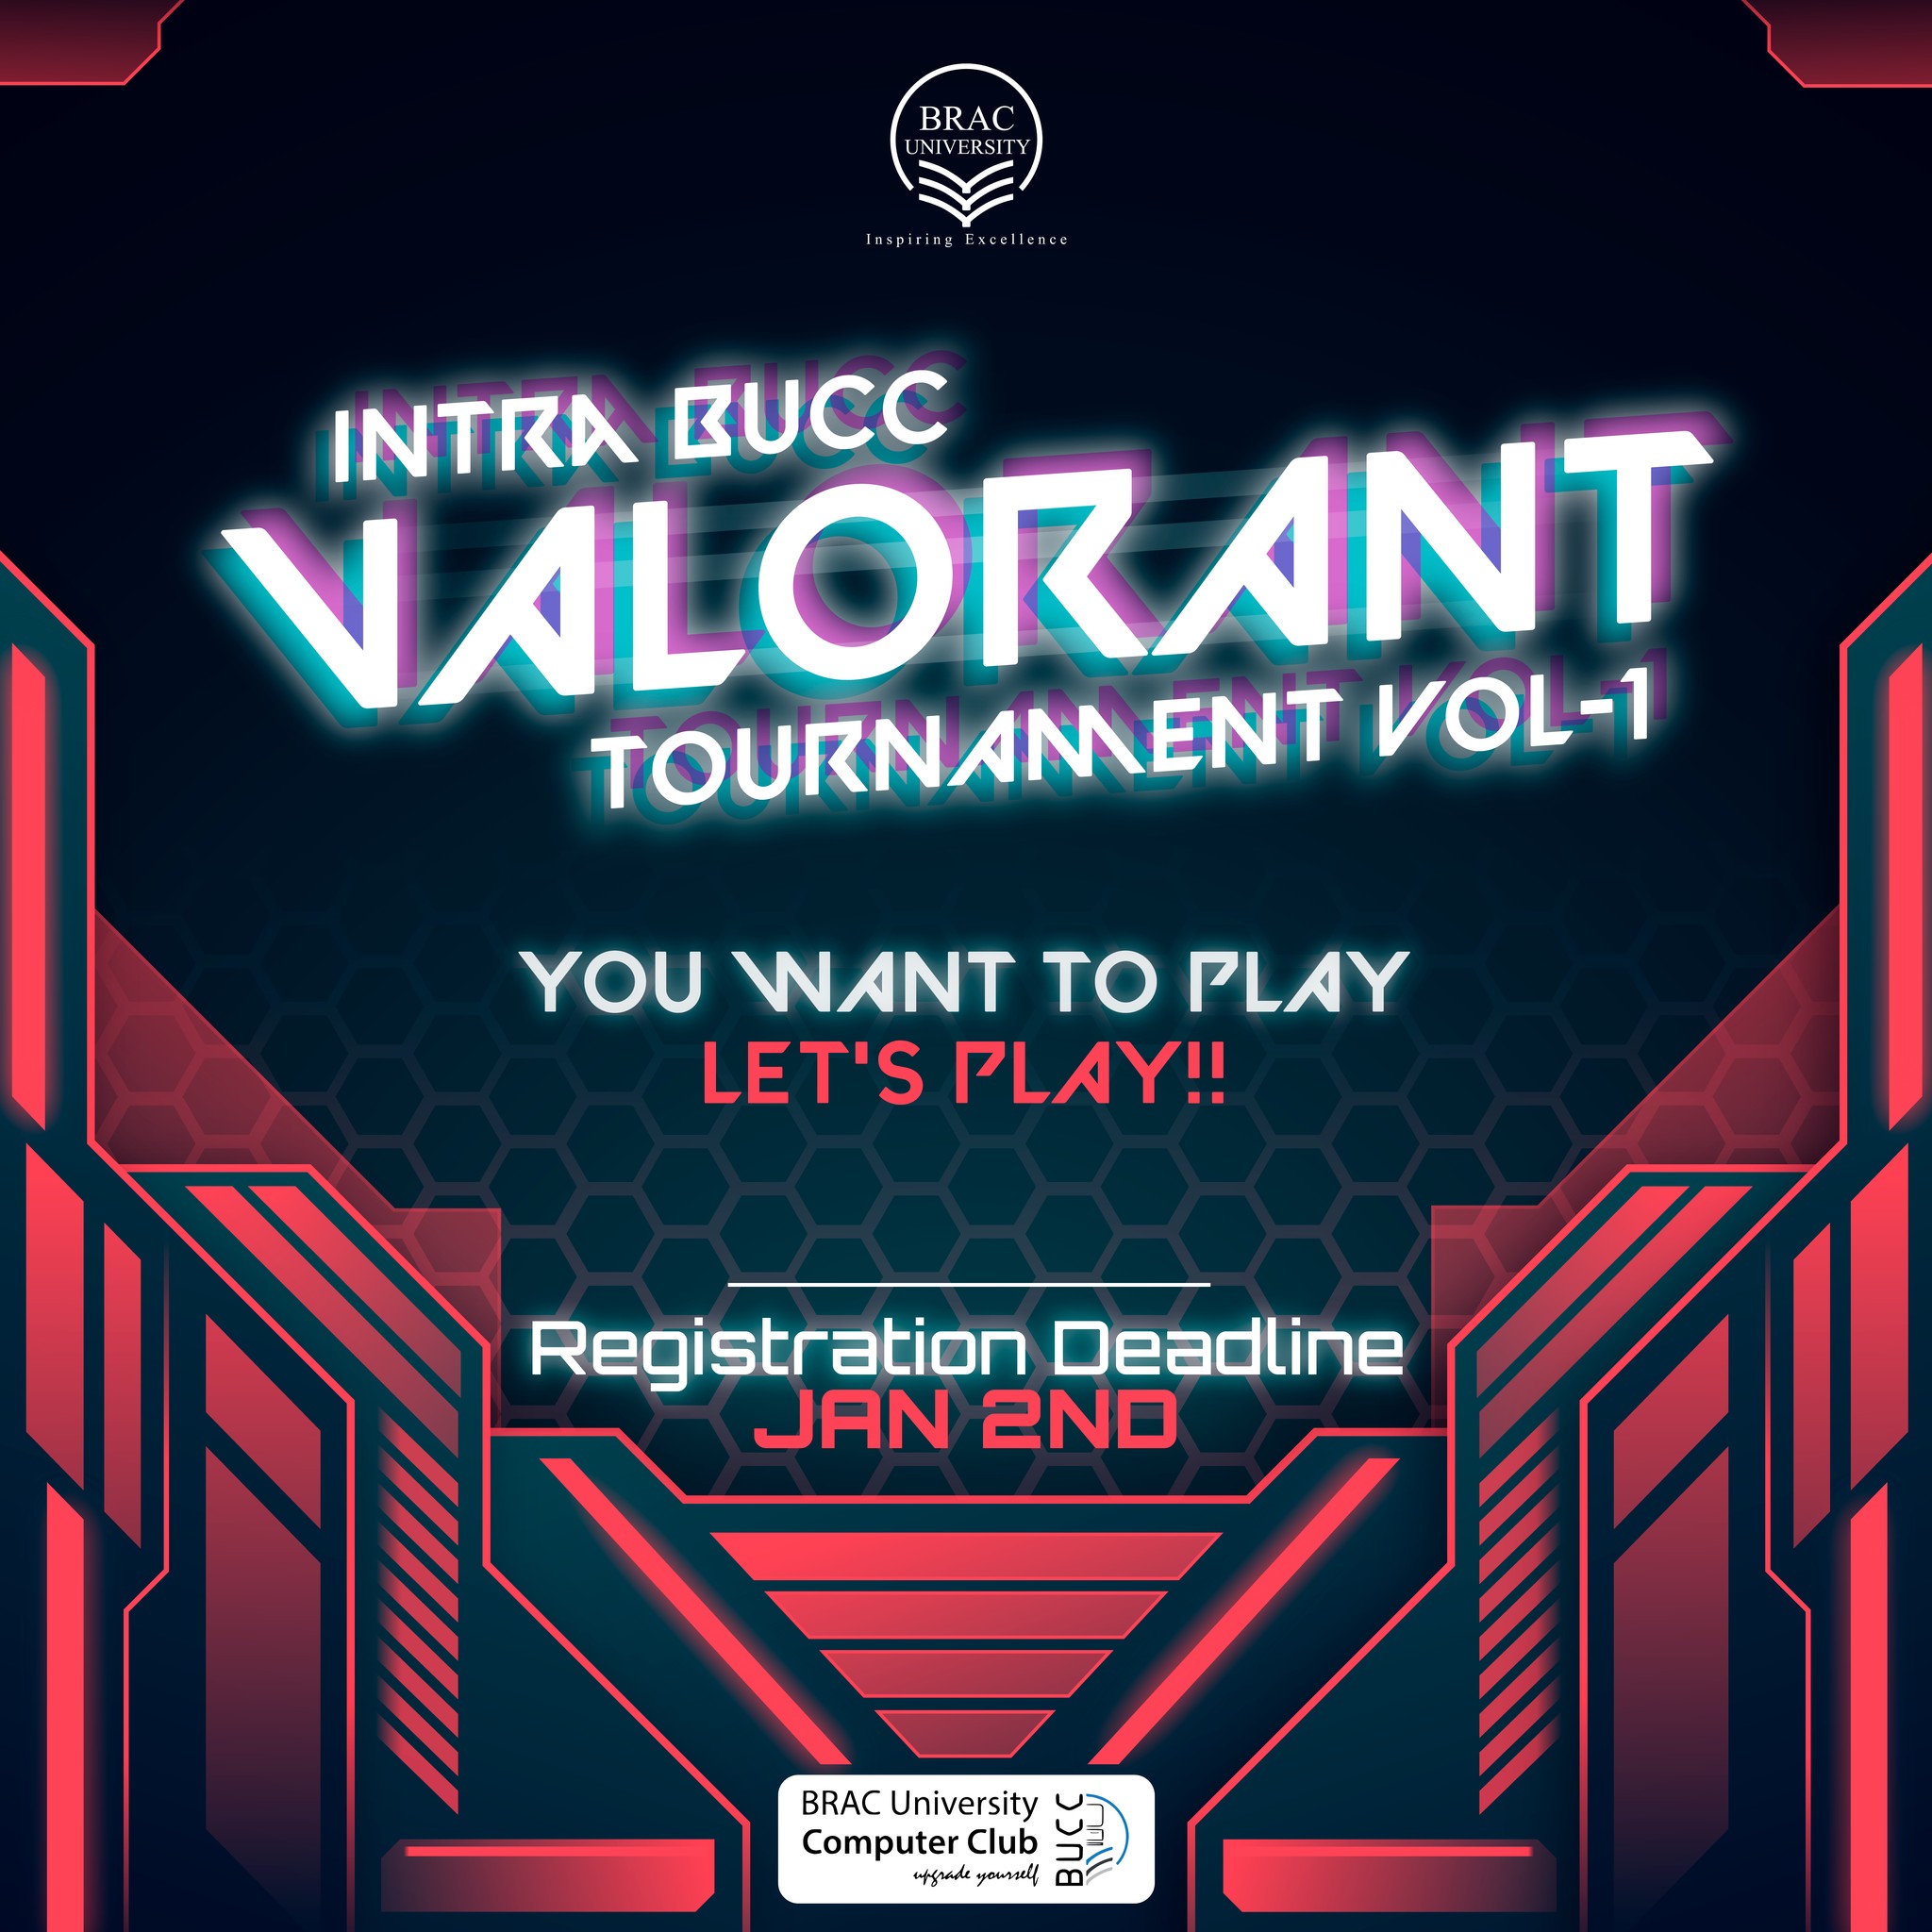 BRAC
UNIVERSITY
Inspiring Excellence
INTRA BUCC
VALORANT
TOURNAMENT VOL-1
YOU WANT TO PLAY
LET'S PLAY!!
Registration Deadline
JAN 2ND
BRAC University
Computer Club
upgrade yourself
BUCC